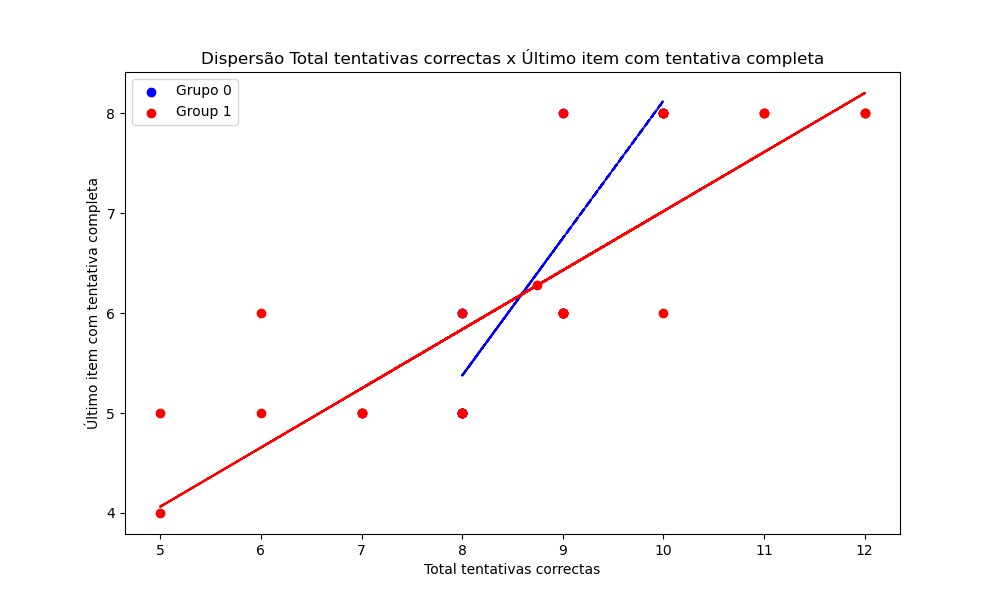 Dispersão Total tentativas correctas x Último item com tentativa completa
Grupo 0
Group 1
Último item com tentativa completa
8
7
6
5
4
5
6
7
8
9
10
11
12
Total tentativas correctas